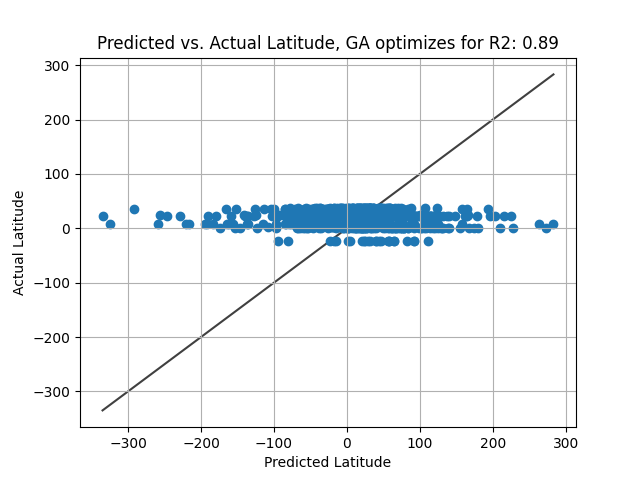 Predicted vs. Actual Latitude, GA optimizes for R2: 0.89
300
200
100
0
−100
−200
−300
Actual Latitude
−300 −200 −100 0 100 200 300
Predicted Latitude